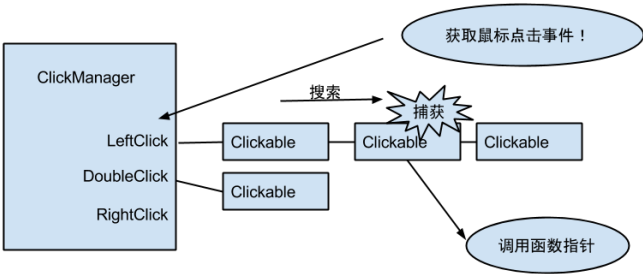 获取鼠标点击事件！
ClickManager
搜索
捕获
LeftClick
Clickable
Clickable
Clickable
DoubleClick
Clickable
RightClick
调用函数指针